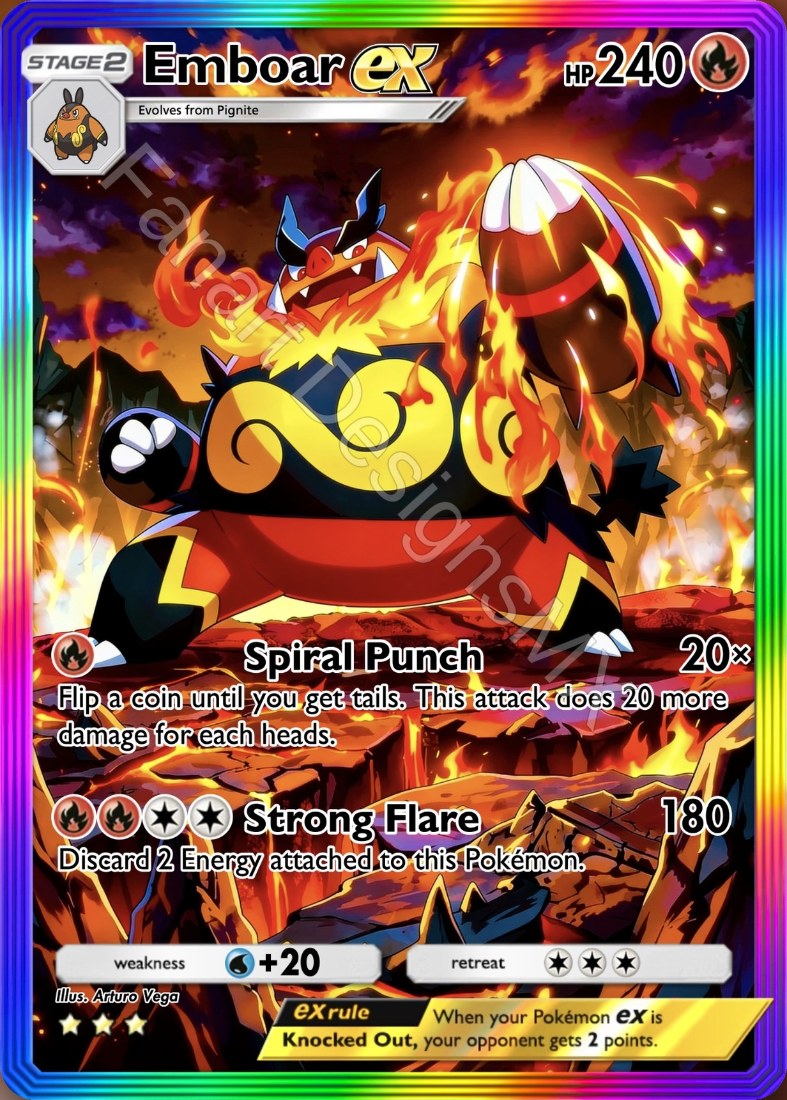 STAGE2 Emboar ex HP240
Evolves from Pignite
Fanart DesignsMX
Spiral Punch 20×
Flip a coin until you get tails. This attack does 20 more
damage for each heads.
Strong Flare 180
Discard 2 Energy attached to this Pokémon.
weakness +20 retreat
Illus. Arturo Vega
ex rule When your Pokémon ex is
Knocked Out, your opponent gets 2 points.